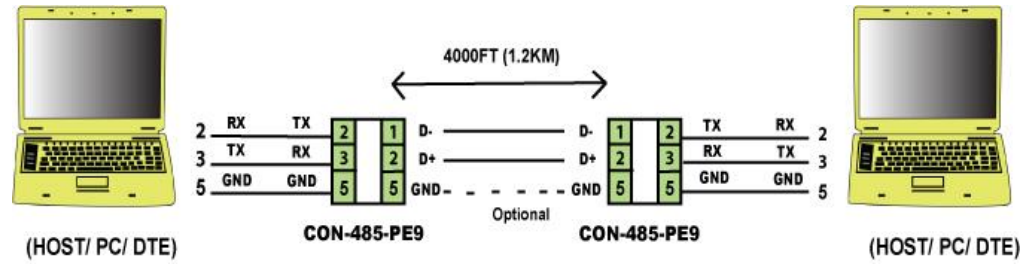 4000FT (1.2KM)
2 RX TX 2 1 D- D- 1 2 TX RX 2
3 TX RX 3 2 D+ D+ 2 3 RX TX 3
5 GND GND 5 5 GND GND 5 5 GND GND 5
Optional
CON-485-PE9 CON-485-PE9
(HOST/ PC/ DTE) (HOST/ PC/ DTE)